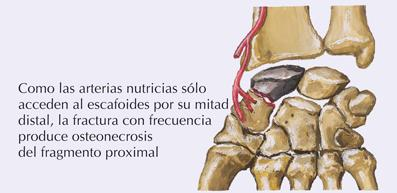 Como las arterias nutricias sólo
acceden al escafoides por su mitad
distal, la fractura con frecuencia
produce osteonecrosis
del fragmento proximal